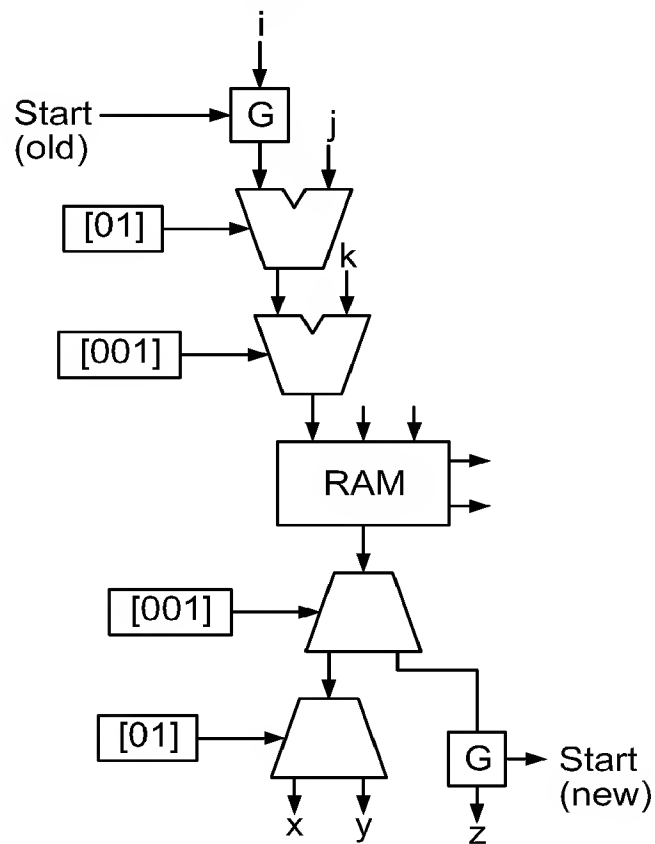 i
Start
(old)
G
j
[01]
k
[001]
RAM
[001]
[01]
G
Start
(new)
x
y
z